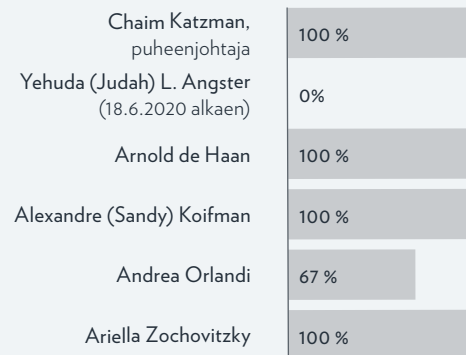 Chaim Katzman,
puheenjohtaja
100 %
Yehuda (Judah) L. Angster
(18.6.2020 alkaen)
0%
Arnold de Haan
100 %
Alexandre (Sandy) Koifman
100 %
Andrea Orlandi
67 %
Ariella Zochovitzky
100 %